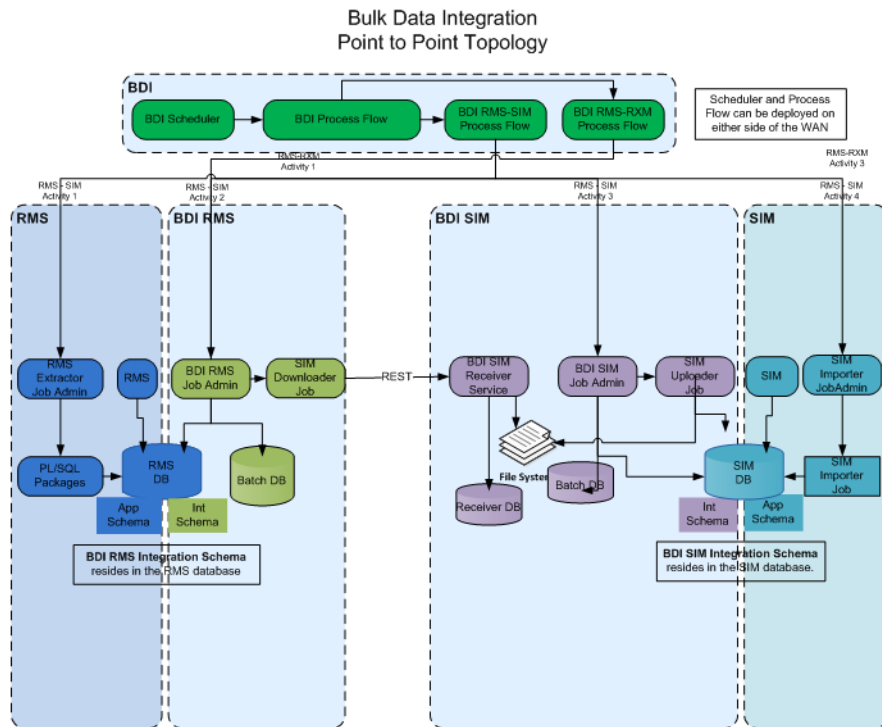 Bulk Data Integration
Point to Point Topology
BDI
BDI Scheduler
BDI Process Flow
BDI RMS-SIM
Process Flow
BDI RMS-RXM
Process Flow
Scheduler and Process
Flow can be deployed on
either side of the WAN
RMS-RXM
Activity 1
RMS-RXM
Activity 3
RMS - SIM
Activity 1
RMS - SIM
Activity 2
RMS - SIM
Activity 3
RMS - SIM
Activity 4
RMS
BDI RMS
BDI SIM
SIM
RMS
Extractor
Job Admin
RMS
BDI RMS
Job Admin
SIM
Downloader
Job
REST
BDI SIM
Receiver
Service
BDI SIM
Job Admin
SIM
Uploader
Job
SIM
SIM
Importer
JobAdmin
PL/SQL
Packages
RMS
DB
Batch DB
File System
Receiver DB
Batch DB
SIM
DB
SIM
Importer
Job
App
Schema
Int
Schema
Int
Schema
App
Schema
BDI RMS Integration Schema
resides in the RMS database
BDI SIM Integration Schema
resides in the SIM database.